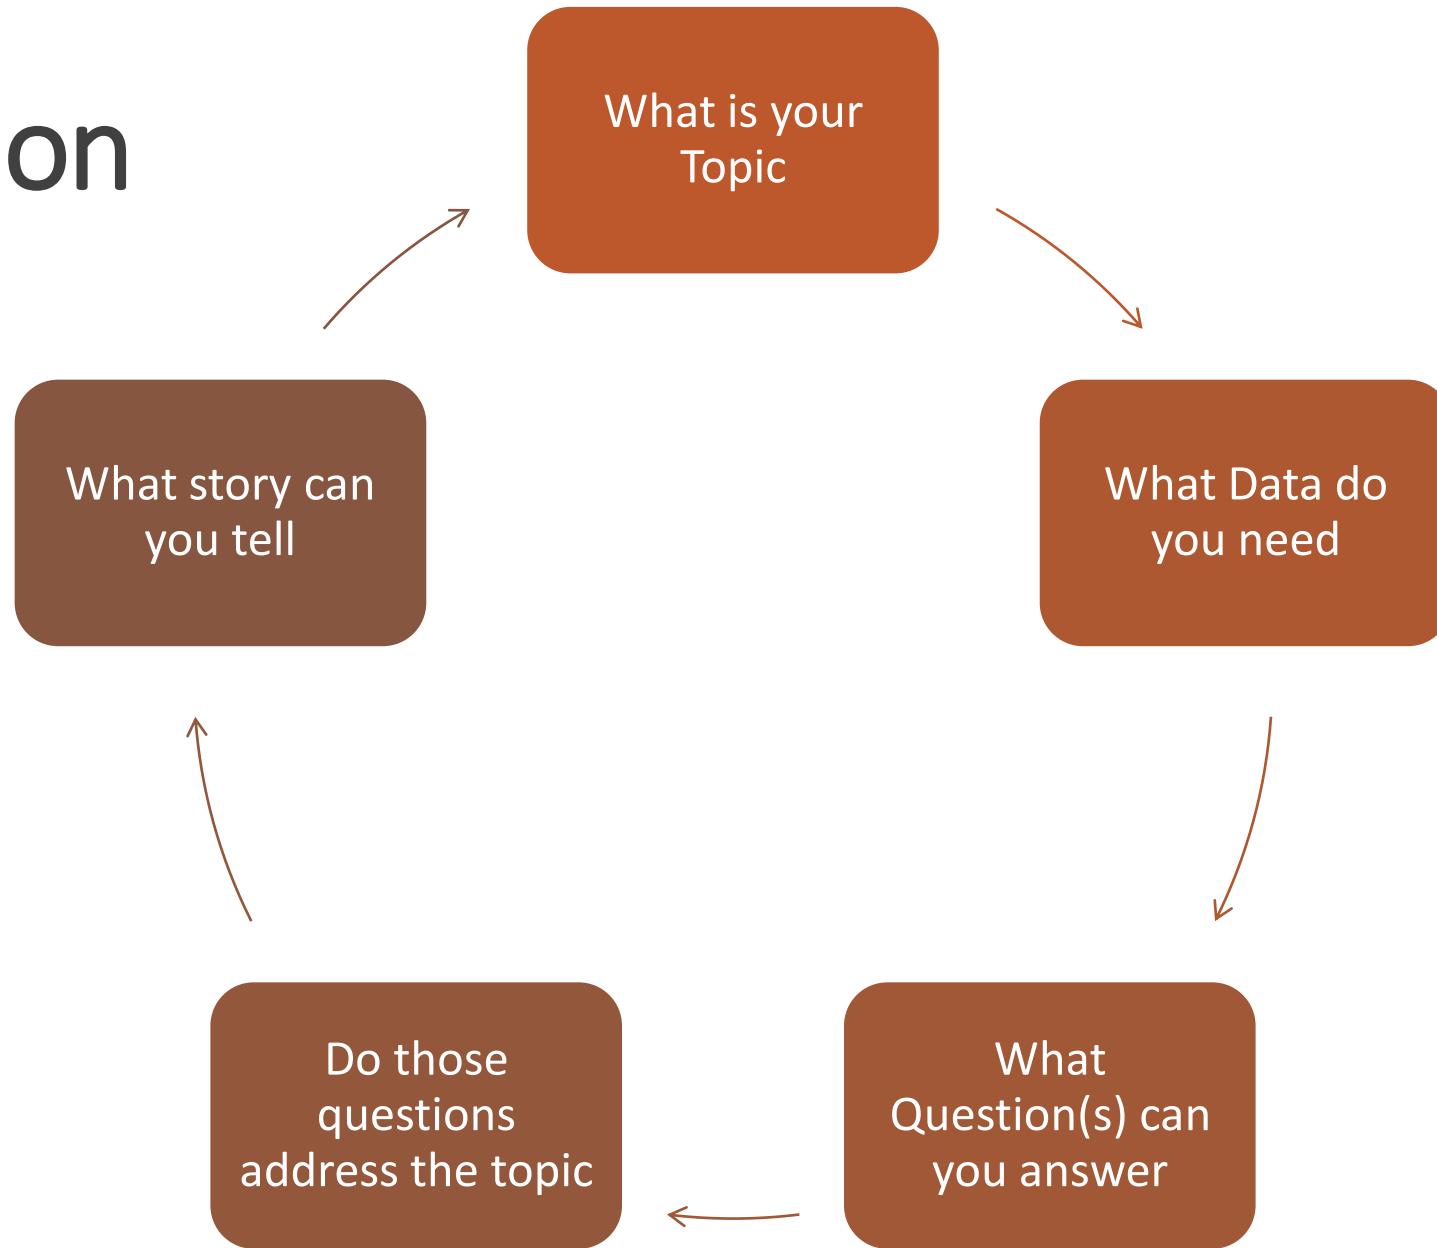 on
What is your
Topic
What Data do
you need
What
Question(s) can
you answer
Do those
questions
address the topic
What story can
you tell